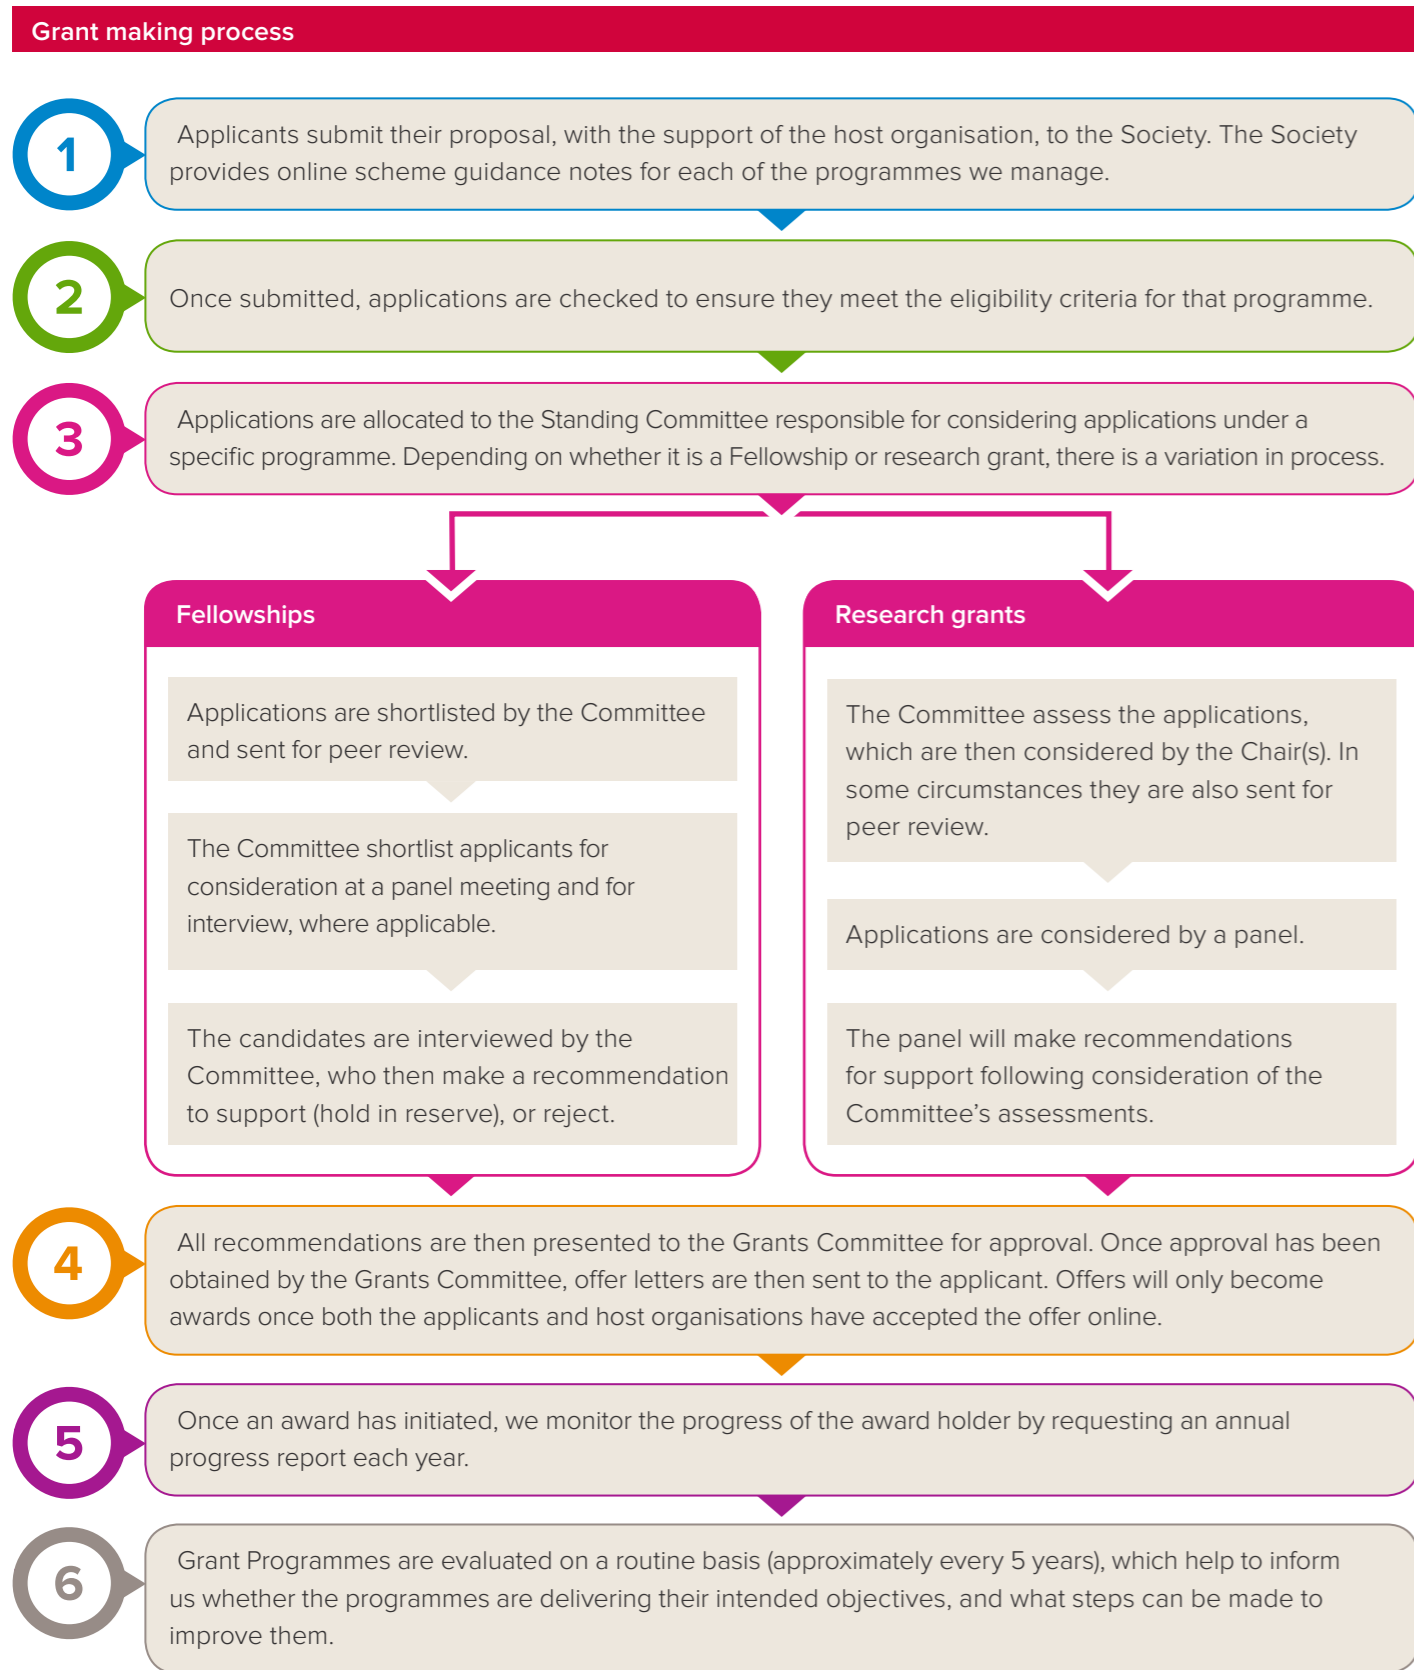 Grant making process
1
Applicants submit their proposal, with the support of the host organisation, to the Society. The Society
provides online scheme guidance notes for each of the programmes we manage.
2
Once submitted, applications are checked to ensure they meet the eligibility criteria for that programme.
3
Applications are allocated to the Standing Committee responsible for considering applications under a
specific programme. Depending on whether it is a Fellowship or research grant, there is a variation in process.
Fellowships
Applications are shortlisted by the Committee
and sent for peer review.
The Committee shortlist applicants for
consideration at a panel meeting and for
interview, where applicable.
The candidates are interviewed by the
Committee, who then make a recommendation
to support (hold in reserve), or reject.
Research grants
The Committee assess the applications,
which are then considered by the Chair(s). In
some circumstances they are also sent for
peer review.
Applications are considered by a panel.
The panel will make recommendations
for support following consideration of the
Committee’s assessments.
4
All recommendations are then presented to the Grants Committee for approval. Once approval has been
obtained by the Grants Committee, offer letters are then sent to the applicant. Offers will only become
awards once both the applicants and host organisations have accepted the offer online.
5
Once an award has initiated, we monitor the progress of the award holder by requesting an annual
progress report each year.
6
Grant Programmes are evaluated on a routine basis (approximately every 5 years), which help to inform
us whether the programmes are delivering their intended objectives, and what steps can be made to
improve them.